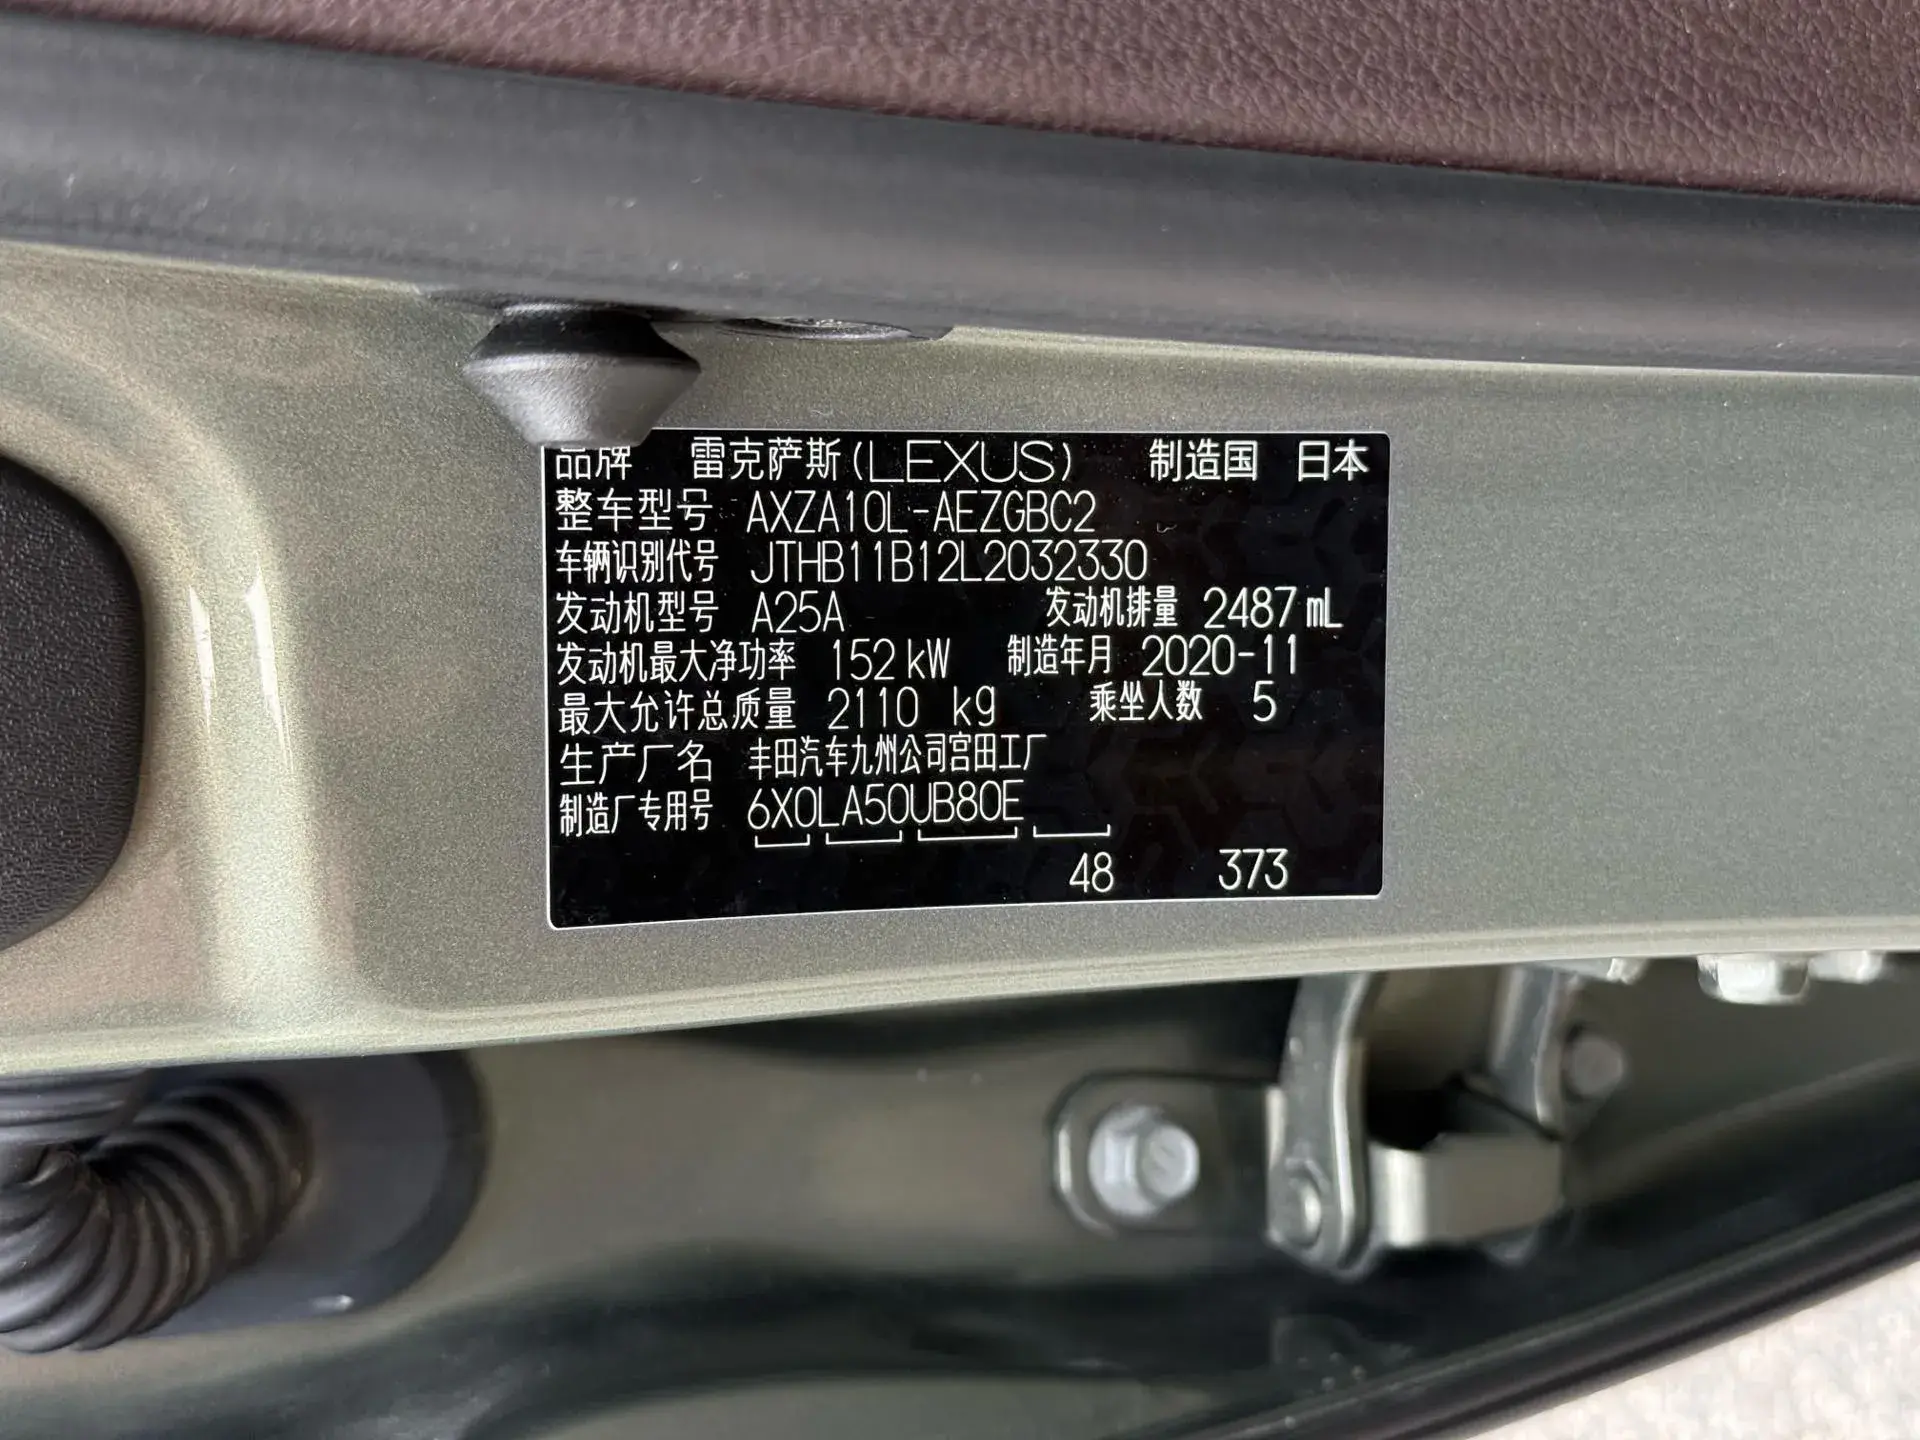 品牌 雷克萨斯(LEXUS) 制造国 日本
整车型号 AXZA10L-AEZGBC2
车辆识别代号 JTHB11B12L2032330
发动机型号 A25A 发动机排量 2487 mL
发动机最大净功率 152 kW 制造年月 2020-11
最大允许总质量 2110 kg 乘坐人数 5
生产厂名 丰田汽车九州公司宫田工厂
制造厂专用号 6X0LA50UB80E
48 373